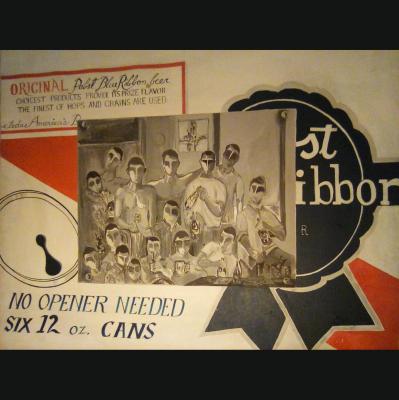 ORIGINAL Pabst Blue Ribbon beer
CHOICEST PRODUCTS PROVIDE ITS PRIZE FLAVOR
THE FINEST OF HOPS AND GRAINS ARE USED
America's
st
ibbon
R
NO OPENER NEEDED
SIX 12 OZ. CANS